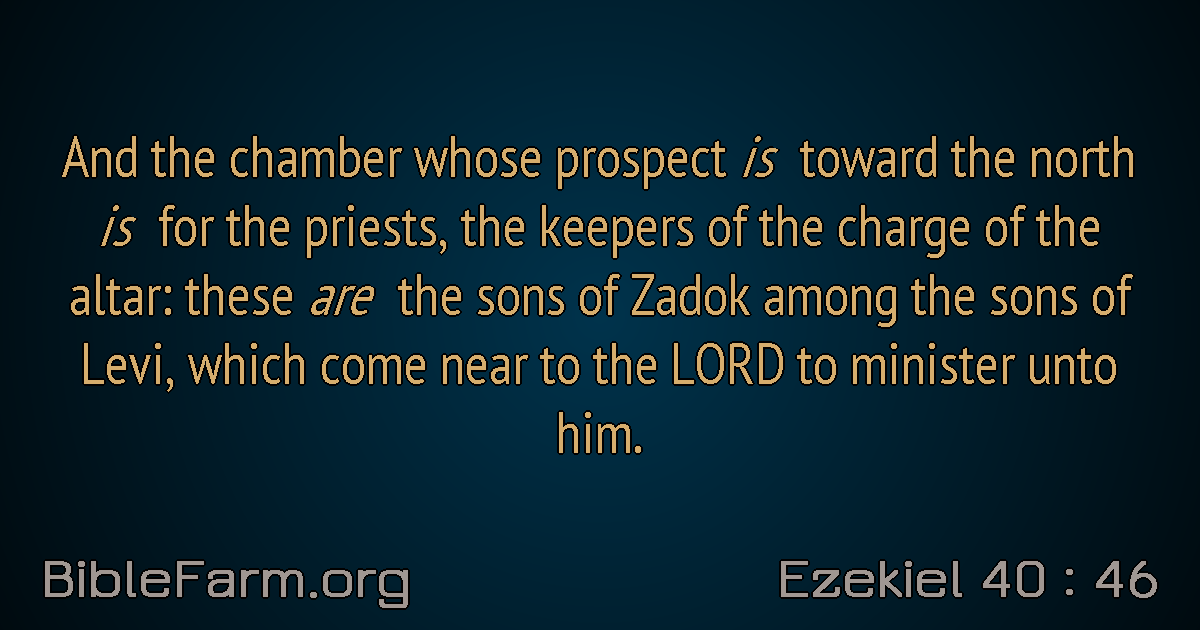 And the chamber whose prospect is toward the north
is for the priests, the keepers of the charge of the
altar: these are the sons of Zadok among the sons of
Levi, which come near to the LORD to minister unto
him.
BibleFarm.org
Ezekiel 40 : 46